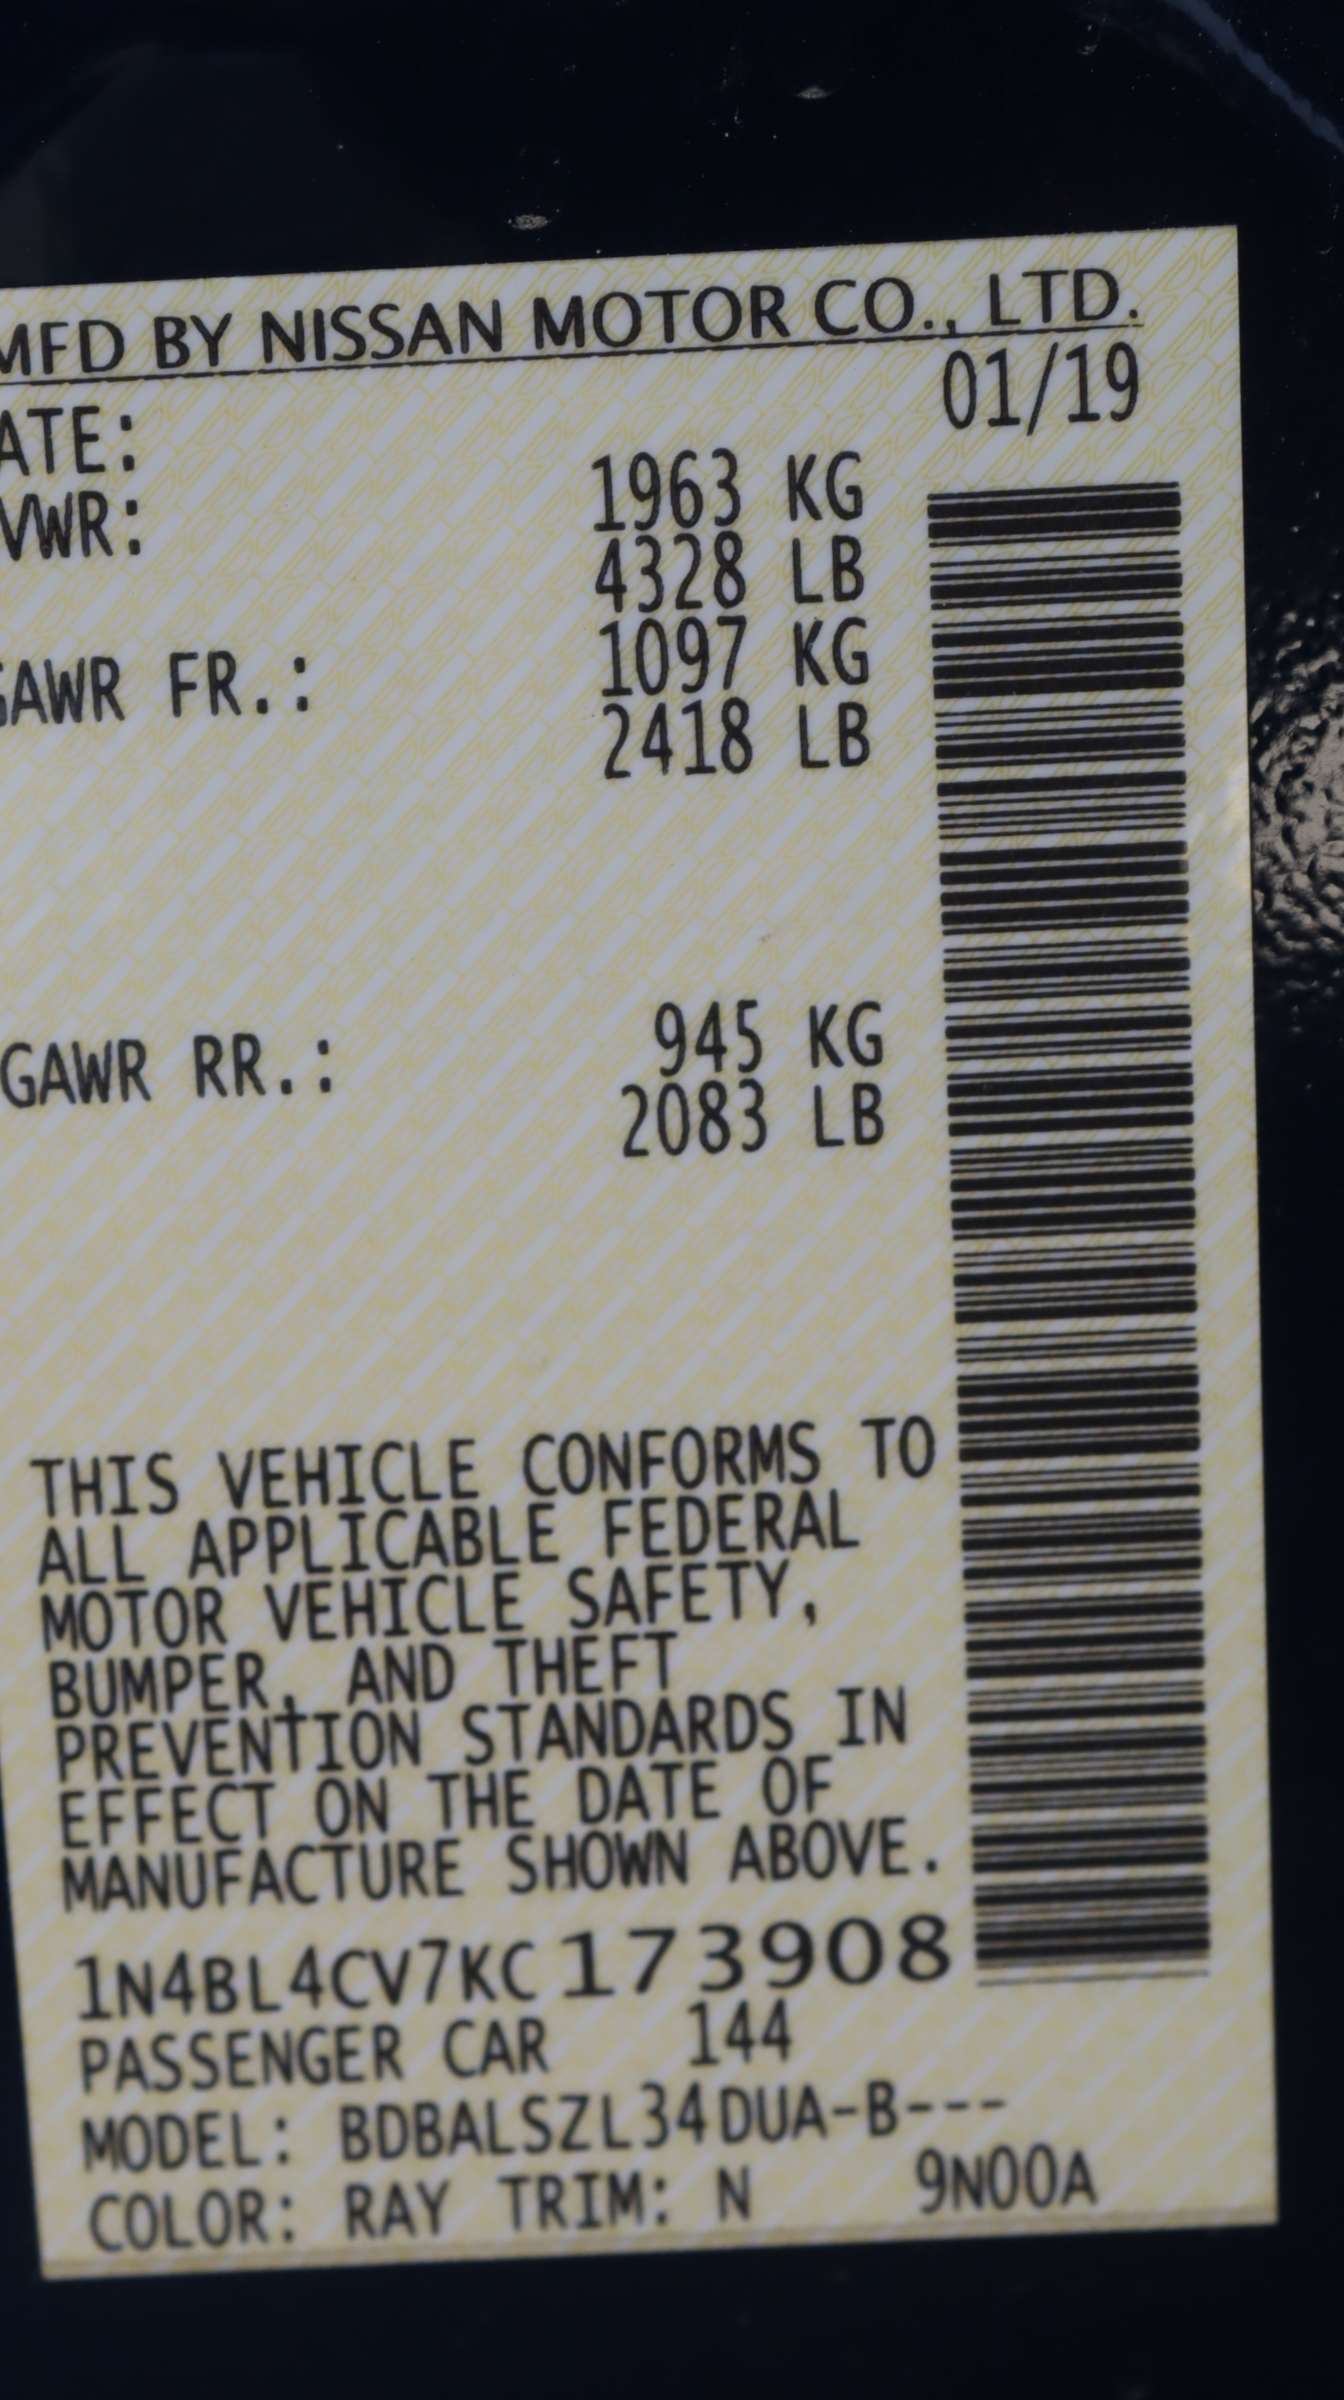 MFD BY NISSAN MOTOR CO., LTD.
ATE: 01/19
VWR: 1963 KG
4328 LB
GAWR FR.: 1097 KG
2418 LB
GAWR RR.: 945 KG
2083 LB
THIS VEHICLE CONFORMS TO
ALL APPLICABLE FEDERAL
MOTOR VEHICLE SAFETY,
BUMPER, AND THEFT
PREVENTION STANDARDS IN
EFFECT ON THE DATE OF
MANUFACTURE SHOWN ABOVE.
1N4BL4CV7KC173908
PASSENGER CAR 144
MODEL: BDBALSZL34DUA-B---
COLOR: RAY TRIM: N 9N00A